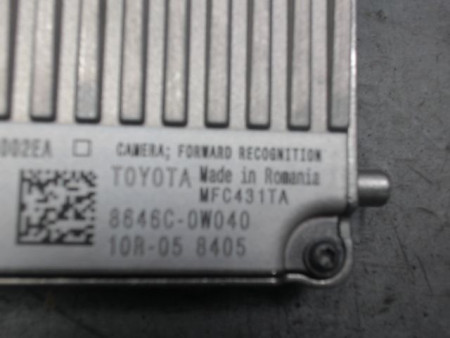 002EA □ CAMERA; FORWARD RECOGNITION
TOYOTA Made in Romania
MFC431TA
8646C-0W040
10R-05 8405